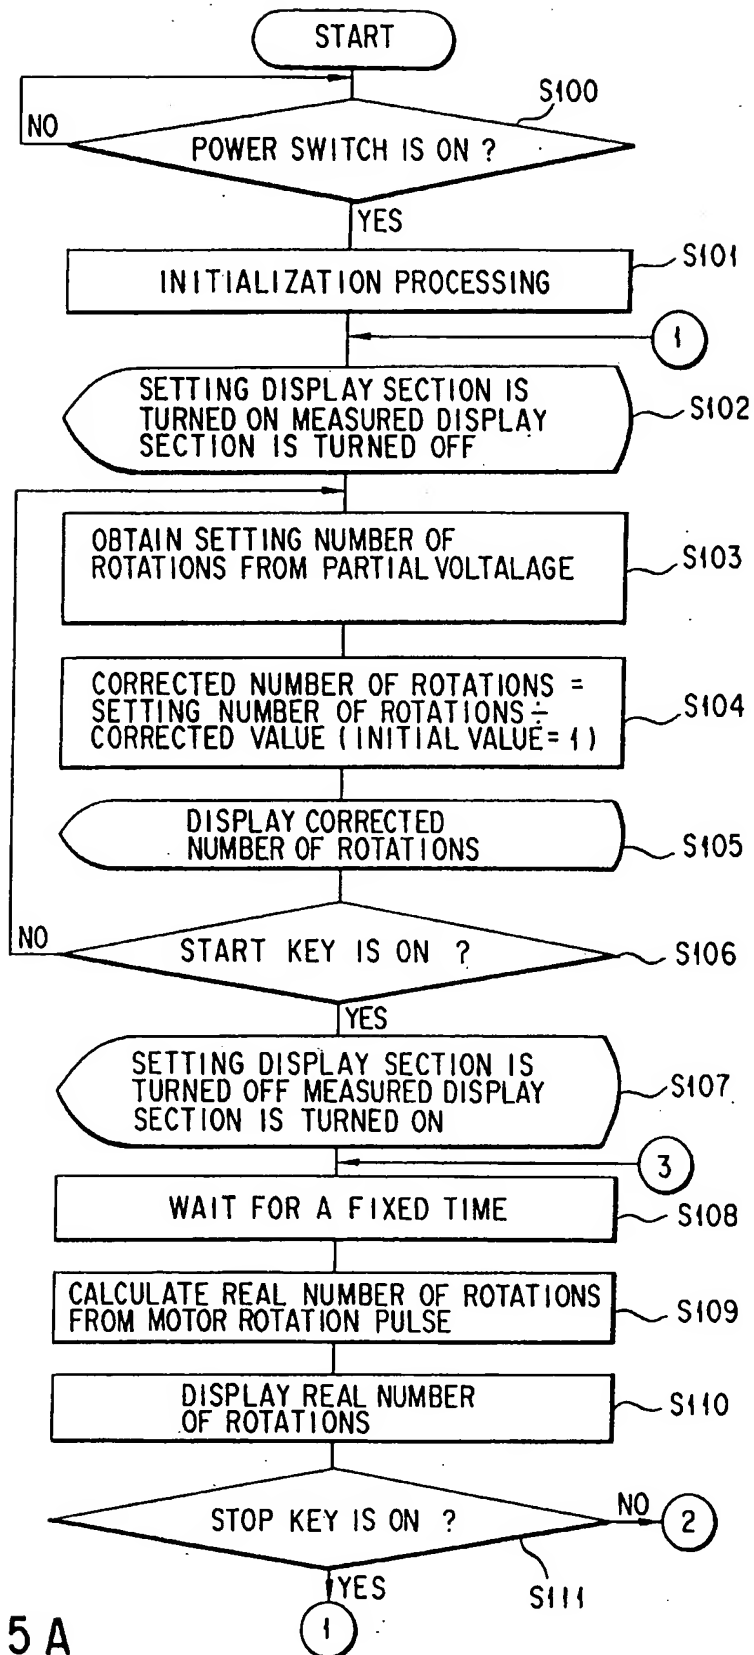 START
S100
NO
POWER SWITCH IS ON ?
YES
S101
INITIALIZATION PROCESSING
1
SETTING DISPLAY SECTION IS
TURNED ON MEASURED DISPLAY
SECTION IS TURNED OFF
S102
OBTAIN SETTING NUMBER OF
ROTATIONS FROM PARTIAL VOLTALAGE
S103
CORRECTED NUMBER OF ROTATIONS =
SETTING NUMBER OF ROTATIONS ÷
CORRECTED VALUE (INITIAL VALUE = 1)
S104
DISPLAY CORRECTED
NUMBER OF ROTATIONS
S105
NO
START KEY IS ON ?
S106
YES
SETTING DISPLAY SECTION IS
TURNED OFF MEASURED DISPLAY
SECTION IS TURNED ON
S107
3
WAIT FOR A FIXED TIME
S108
CALCULATE REAL NUMBER OF ROTATIONS
FROM MOTOR ROTATION PULSE
S109
DISPLAY REAL NUMBER
OF ROTATIONS
S110
STOP KEY IS ON ?
NO
2
S111
YES
1
5 A